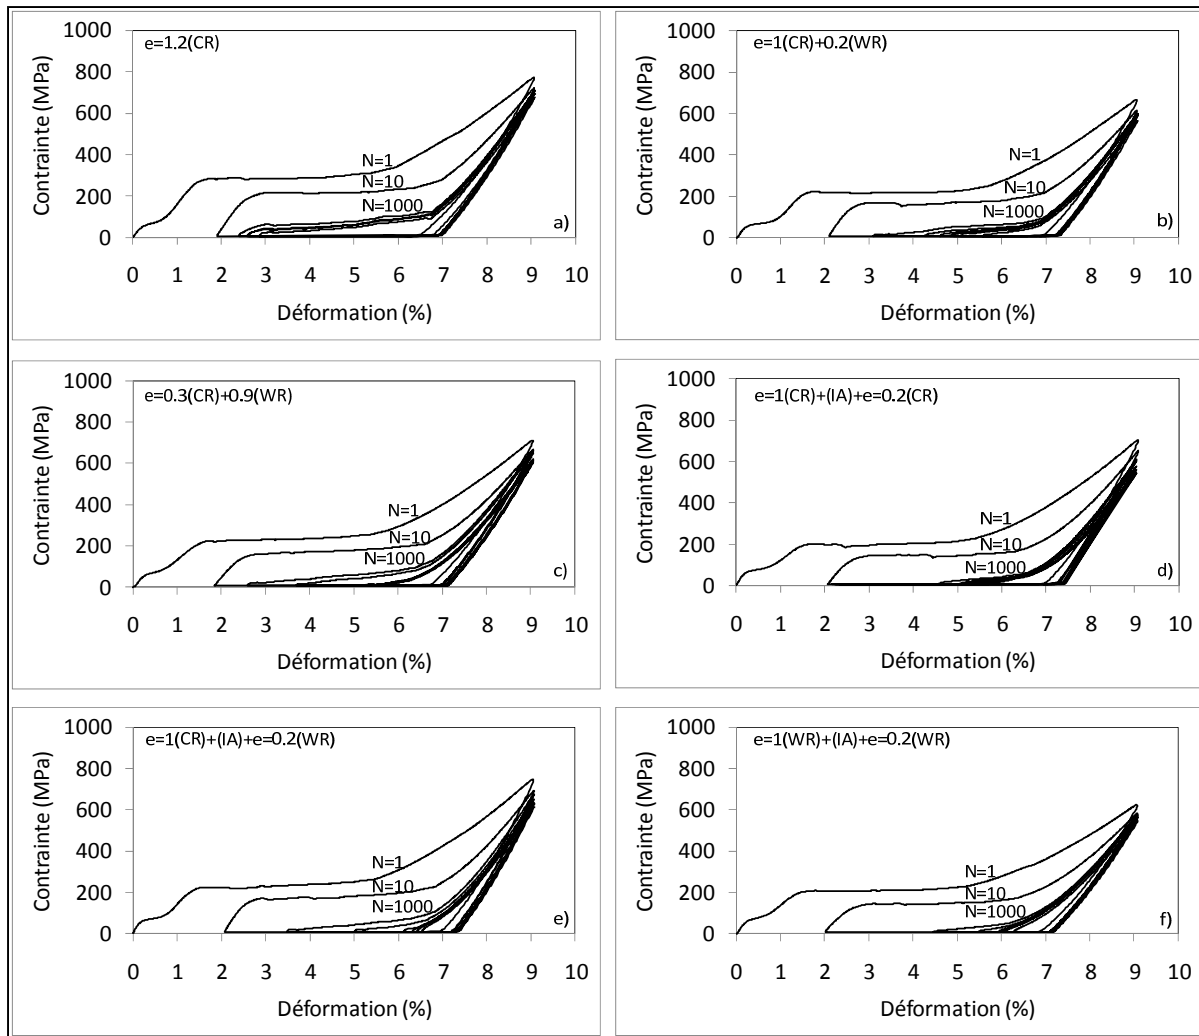 e=1.2(CR)
Contrainte (MPa)
1000
800
600
400
200
0
N=1
N=10
N=1000
a)
0 1 2 3 4 5 6 7 8 9 10
Déformation (%)
e=1(CR)+0.2(WR)
Contrainte (MPa)
1000
800
600
400
200
0
N=1
N=10
N=1000
b)
0 1 2 3 4 5 6 7 8 9 10
Déformation (%)
e=0.3(CR)+0.9(WR)
Contrainte (MPa)
1000
800
600
400
200
0
N=1
N=10
N=1000
c)
0 1 2 3 4 5 6 7 8 9 10
Déformation (%)
e=1(CR)+(IA)+e=0.2(CR)
Contrainte (MPa)
1000
800
600
400
200
0
N=1
N=10
N=1000
d)
0 1 2 3 4 5 6 7 8 9 10
Déformation (%)
e=1(CR)+(IA)+e=0.2(WR)
Contrainte (MPa)
1000
800
600
400
200
0
N=1
N=10
N=1000
e)
0 1 2 3 4 5 6 7 8 9 10
Déformation (%)
e=1(WR)+(IA)+e=0.2(WR)
Contrainte (MPa)
1000
800
600
400
200
0
N=1
N=10
N=1000
f)
0 1 2 3 4 5 6 7 8 9 10
Déformation (%)